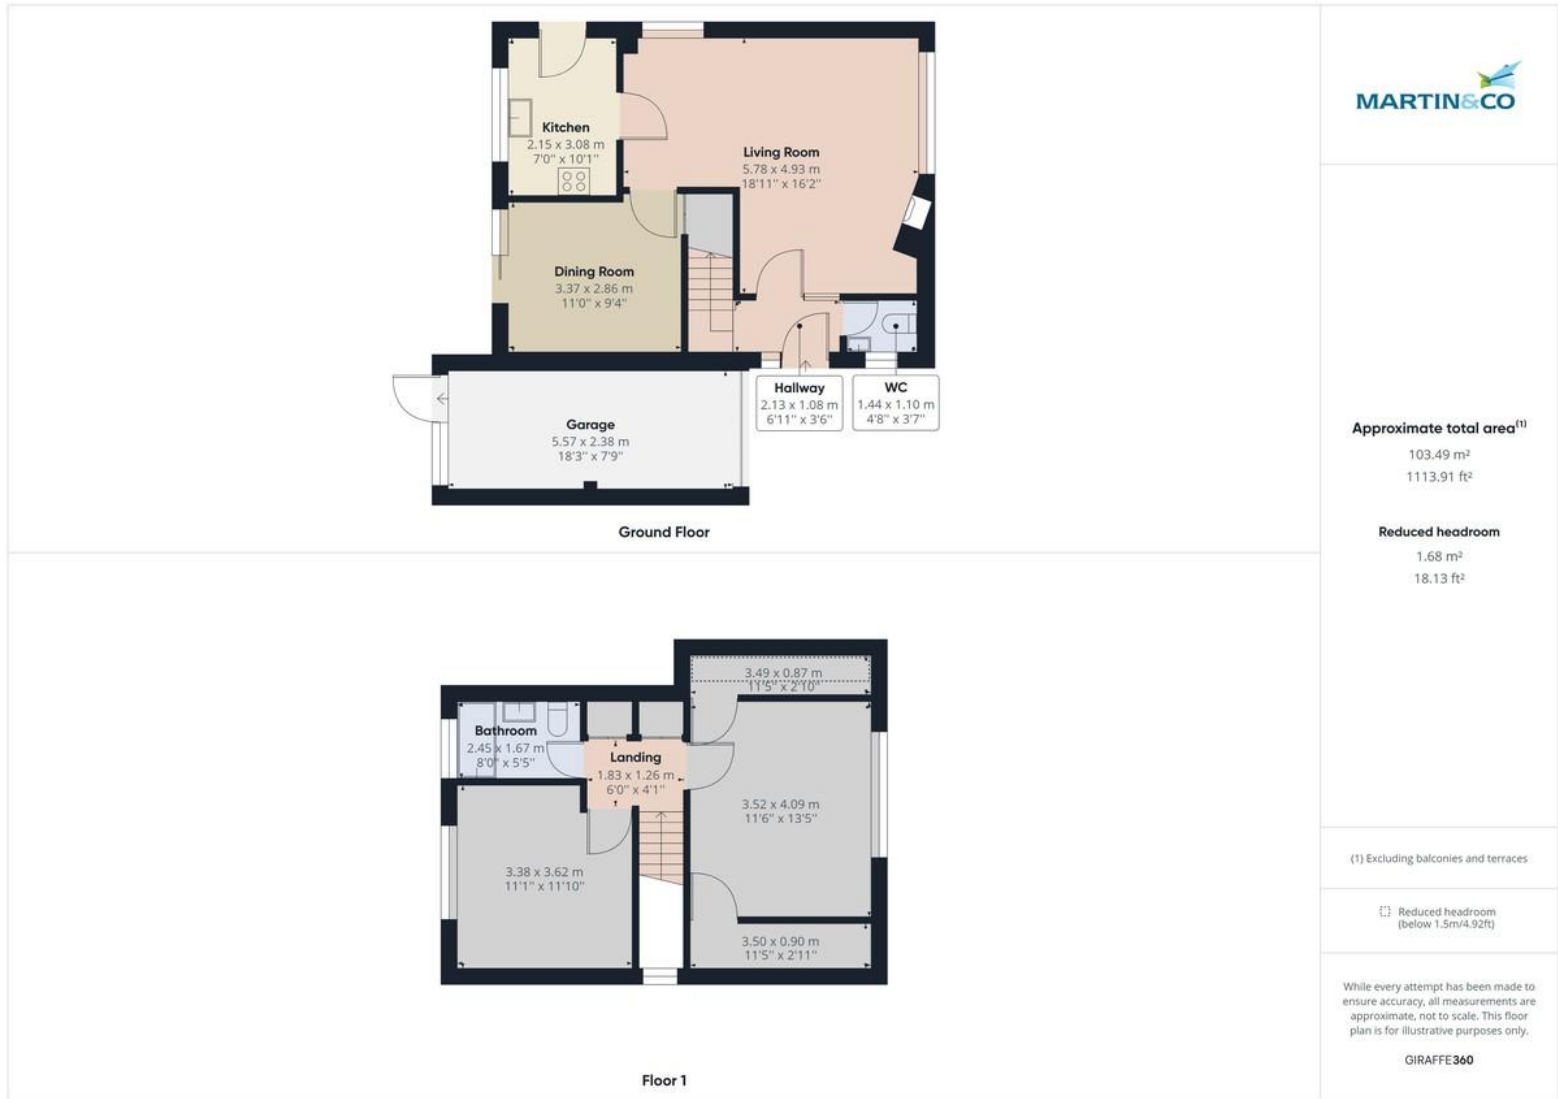 Kitchen
2.15 x 3.08 m
7'0" x 10'1"
Living Room
5.78 x 4.93 m
18'11" x 16'2"
Dining Room
3.37 x 2.86 m
11'0" x 9'4"
Hallway
2.13 x 1.08 m
6'11" x 3'6"
WC
1.44 x 1.10 m
4'8" x 3'7"
Garage
5.57 x 2.38 m
18'3" x 7'9"
Ground Floor
3.49 x 0.87 m
11'5" x 2'10"
Bathroom
2.45 x 1.67 m
8'0" x 5'5"
Landing
1.83 x 1.26 m
6'0" x 4'1"
3.52 x 4.09 m
11'6" x 13'5"
3.38 x 3.62 m
11'1" x 11'10"
3.50 x 0.90 m
11'5" x 2'11"
Floor 1
MARTIN&CO
Approximate total area(1)
103.49 m²
1113.91 ft²
Reduced headroom
1.68 m²
18.13 ft²
(1) Excluding balconies and terraces
Reduced headroom
(below 1.5m/4.92ft)
While every attempt has been made to
ensure accuracy, all measurements are
approximate, not to scale. This floor
plan is for illustrative purposes only.
GIRAFFE360